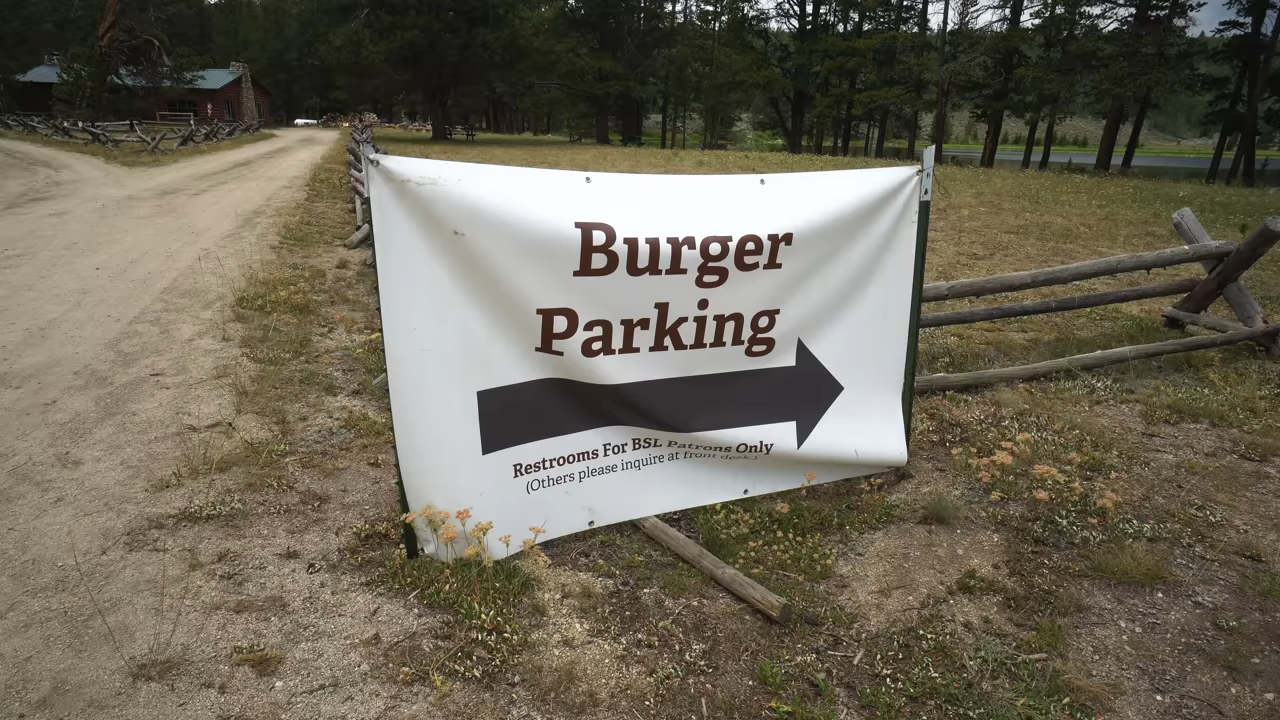 Burger
Parking
Restrooms For BSL Patrons Only
(Others please inquire at front desk.)